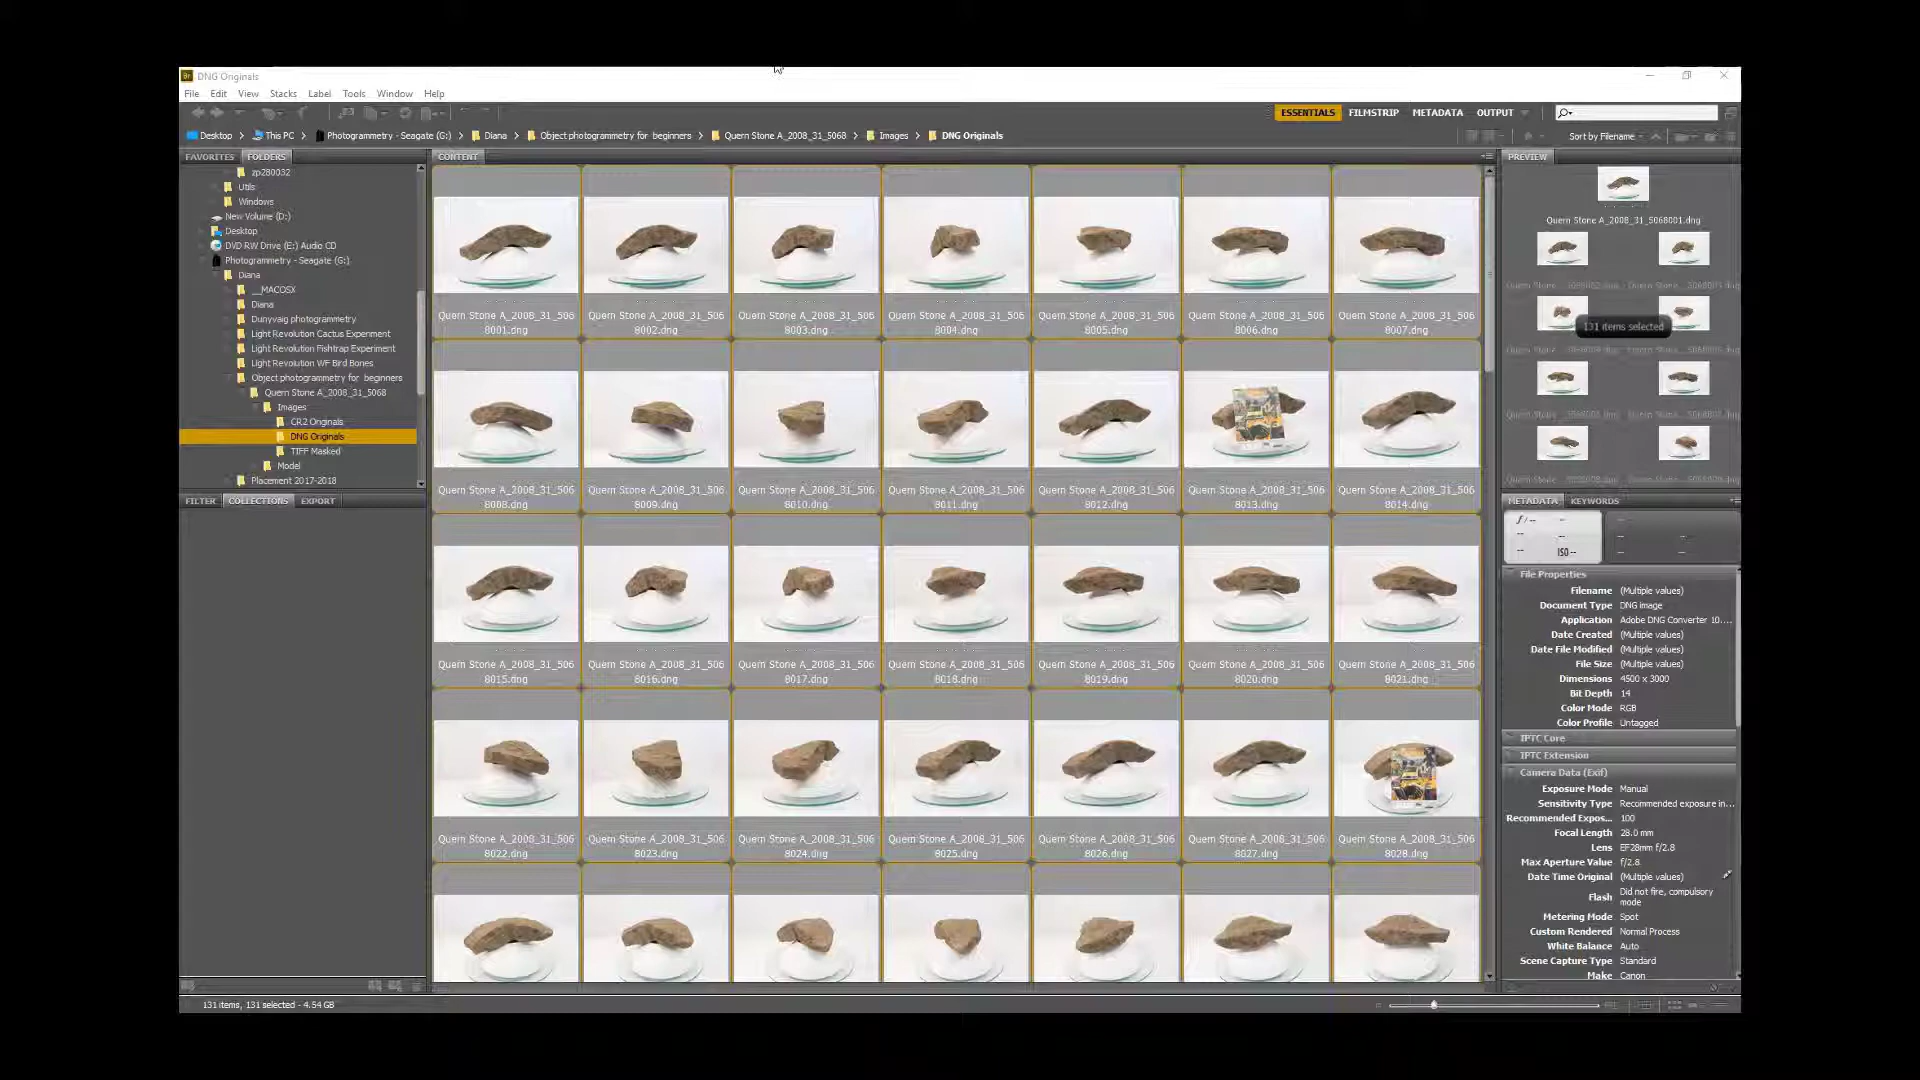 Br DNG Originals
File Edit View Stacks Label Tools Window Help
ESSENTIALS FILMSTRIP METADATA OUTPUT
Desktop This PC Photogrammetry - Seagate (G:) Diana Object photogrammetry for beginners Quern Stone A_2008_31_5068 Images DNG Originals
Sort by Filename
FAVORITES FOLDERS
zp280032
Utils
Windows
New Volume (D:)
Desktop
DVD RW Drive (E:) Audio CD
Photogrammetry - Seagate (G:)
Diana
__MACOSX
Diana
Dunyvaig photogrammetry
Light Revolution Cactus Experiment
Light Revolution Fishtrap Experiment
Light Revolution WF Bird Bones
Object photogrammetry for beginners
Quern Stone A_2008_31_5068
Images
CR2 Originals
DNG Originals
TIFF Masked
Model
Placement 2017-2018
FILTER COLLECTIONS EXPORT
CONTENT
Quern Stone A_2008_31_506 Quern Stone A_2008_31_506 Quern Stone A_2008_31_506 Quern Stone A_2008_31_506 Quern Stone A_2008_31_506 Quern Stone A_2008_31_506 Quern Stone A_2008_31_506
8001.dng 8002.dng 8003.dng 8004.dng 8005.dng 8006.dng 8007.dng
Quern Stone A_2008_31_506 Quern Stone A_2008_31_506 Quern Stone A_2008_31_506 Quern Stone A_2008_31_506 Quern Stone A_2008_31_506 Quern Stone A_2008_31_506 Quern Stone A_2008_31_506
8008.dng 8009.dng 8010.dng 8011.dng 8012.dng 8013.dng 8014.dng
Quern Stone A_2008_31_506 Quern Stone A_2008_31_506 Quern Stone A_2008_31_506 Quern Stone A_2008_31_506 Quern Stone A_2008_31_506 Quern Stone A_2008_31_506 Quern Stone A_2008_31_506
8015.dng 8016.dng 8017.dng 8018.dng 8019.dng 8020.dng 8021.dng
Quern Stone A_2008_31_506 Quern Stone A_2008_31_506 Quern Stone A_2008_31_506 Quern Stone A_2008_31_506 Quern Stone A_2008_31_506 Quern Stone A_2008_31_506 Quern Stone A_2008_31_506
8022.dng 8023.dng 8024.dng 8025.dng 8026.dng 8027.dng 8028.dng
PREVIEW
Quern Stone A_2008_31_5068001.dng
131 items selected
METADATA KEYWORDS
f/-- --
-- --
-- ISO --
File Properties
Filename (Multiple values)
Document Type DNG image
Application Adobe DNG Converter 10....
Date Created (Multiple values)
Date File Modified (Multiple values)
File Size (Multiple values)
Dimensions 4500 x 3000
Bit Depth 14
Color Mode RGB
Color Profile Untagged
IPTC Core
IPTC Extension
Camera Data (Exif)
Exposure Mode Manual
Sensitivity Type Recommended exposure in...
Recommended Expos... 100
Focal Length 28.0 mm
Lens EF28mm f/2.8
Max Aperture Value f/2.8
Date Time Original (Multiple values)
Flash Did not fire, compulsory
mode
Metering Mode Spot
Custom Rendered Normal Process
White Balance Auto
Scene Capture Type Standard
Make Canon
131 items, 131 selected - 4.54 GB